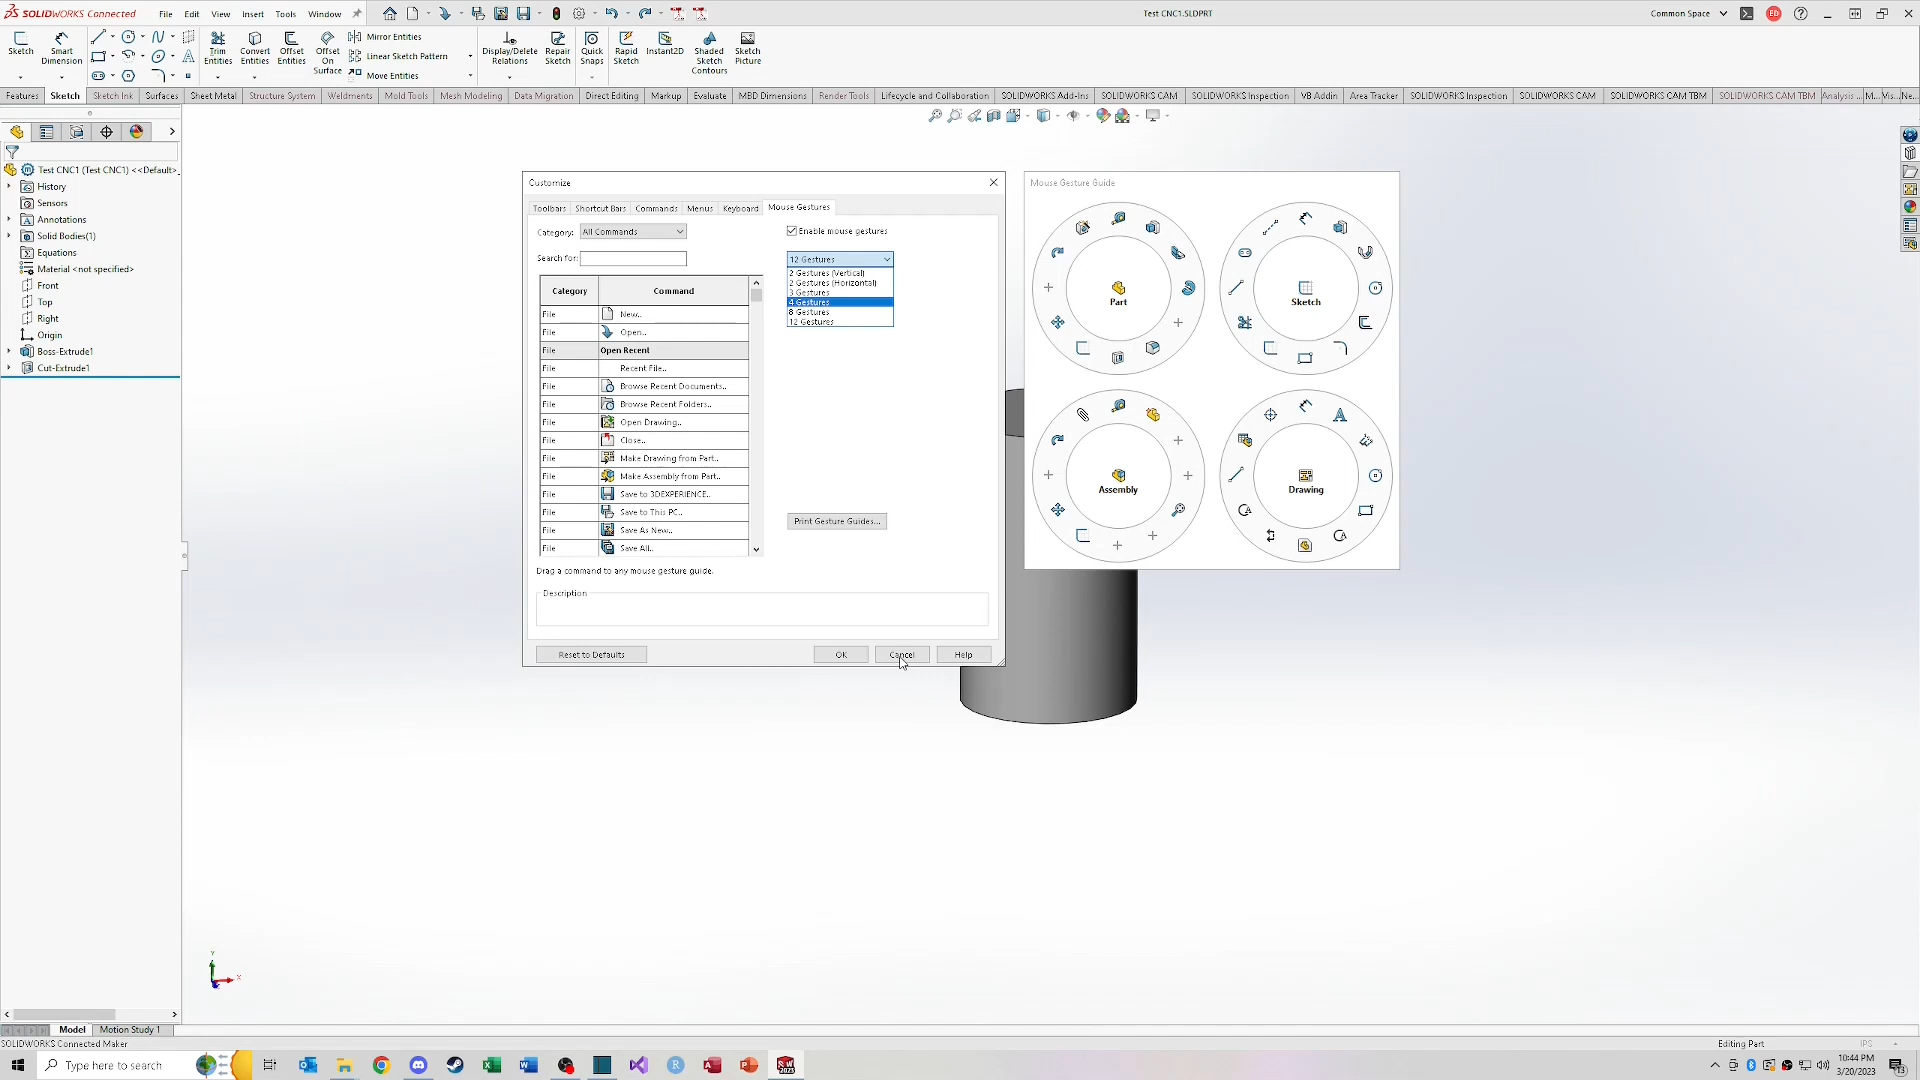 SOLIDWORKS Connected File Edit View Insert Tools Window Test CNC1.SLDPRT Common Space ED
Sketch Smart Dimension Trim Entities Convert Entities Offset Entities Offset On Surface Mirror Entities Linear Sketch Pattern Move Entities Display/Delete Relations Repair Sketch Quick Snaps Rapid Sketch Instant2D Shaded Sketch Contours Sketch Picture
Features Sketch Sketch Ink Surfaces Sheet Metal Structure System Weldments Mold Tools Mesh Modeling Data Migration Direct Editing Markup Evaluate MBD Dimensions Render Tools Lifecycle and Collaboration SOLIDWORKS Add-Ins SOLIDWORKS CAM SOLIDWORKS Inspection VB Addin Area Tracker SOLIDWORKS Inspection SOLIDWORKS CAM SOLIDWORKS CAM TBM SOLIDWORKS CAM TBM Analysis ... M... Vis... Ne...
Test CNC1 (Test CNC1) <<Default>
History
Sensors
Annotations
Solid Bodies(1)
Equations
Material <not specified>
Front
Top
Right
Origin
Boss-Extrude1
Cut-Extrude1
Customize
Toolbars Shortcut Bars Commands Menus Keyboard Mouse Gestures
Category: All Commands
Enable mouse gestures
Search for:
12 Gestures
2 Gestures (Vertical)
2 Gestures (Horizontal)
3 Gestures
4 Gestures
8 Gestures
12 Gestures
Category Command
File New...
File Open...
File Open Recent
File Recent File...
File Browse Recent Documents...
File Browse Recent Folders...
File Open Drawing...
File Close...
File Make Drawing from Part...
File Make Assembly from Part...
File Save to 3DEXPERIENCE...
File Save to This PC...
File Save As New...
File Save All...
Print Gesture Guides...
Drag a command to any mouse gesture guide.
Description
Reset to Defaults OK Cancel Help
Mouse Gesture Guide
Part
Sketch
Assembly
Drawing
Y
X
Model Motion Study 1
SOLIDWORKS Connected Maker Editing Part IPS
Type here to search
10:44 PM
3/20/2023